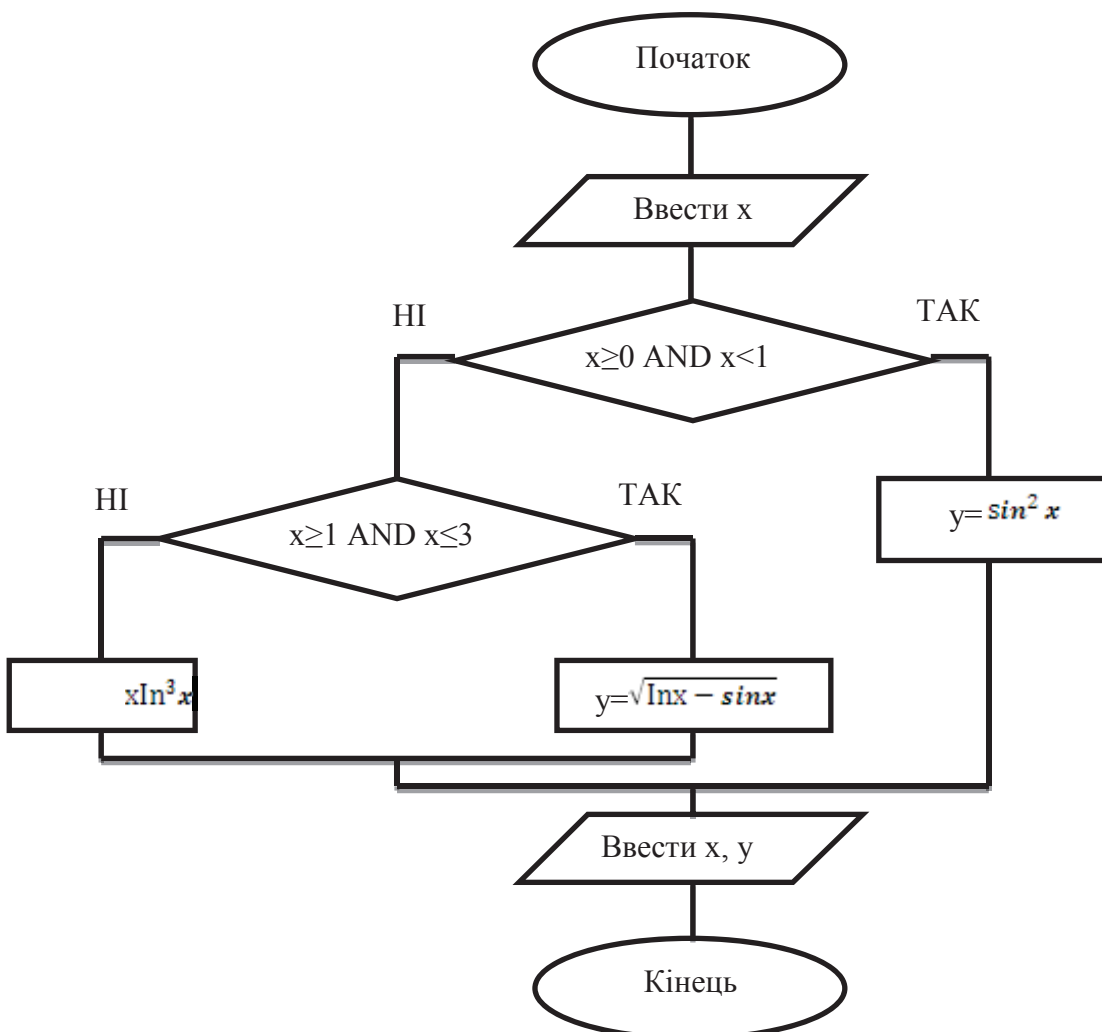 Початок
Ввести х
НІ
ТАК
x≥0 AND x<1
НІ
ТАК
x≥1 AND x≤3
y= sin² x
xIn³x
y=√Inx − sinx
Ввести х, у
Кінець